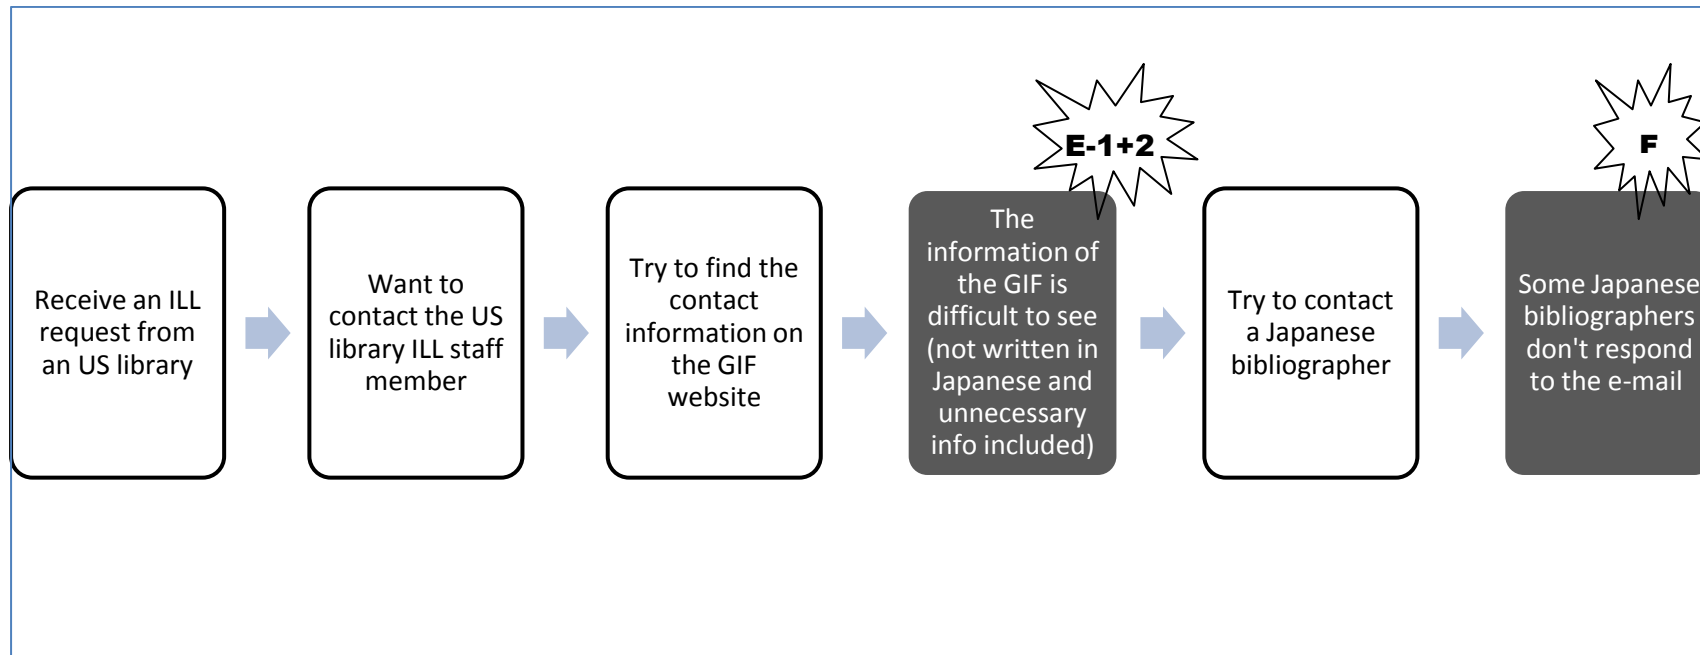 E-1+2
F
Receive an ILL
request from
an US library
Want to
contact the US
library ILL staff
member
Try to find the
contact
information on
the GIF
website
The
information of
the GIF is
difficult to see
(not written in
Japanese and
unnecessary
info included)
Try to contact
a Japanese
bibliographer
Some Japanese
bibliographers
don't respond
to the e-mail